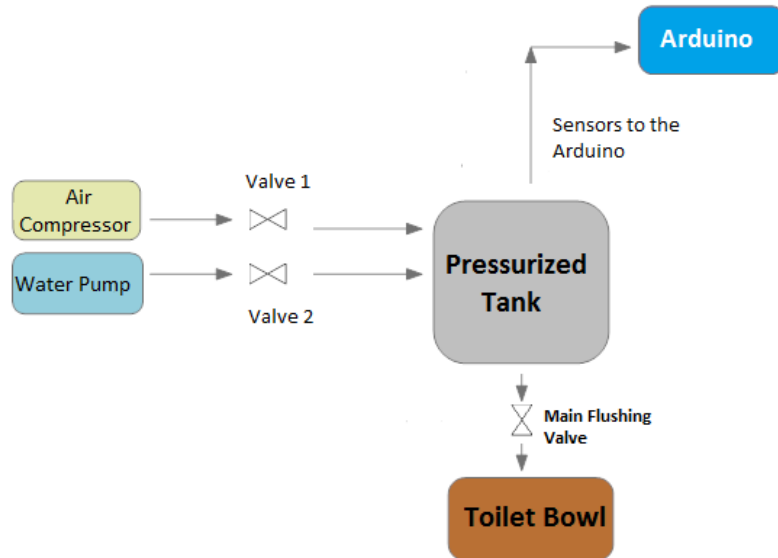 Arduino
Sensors to the
Arduino
Valve 1
Air
Compressor
Water Pump
Valve 2
Pressurized
Tank
Main Flushing
Valve
Toilet Bowl